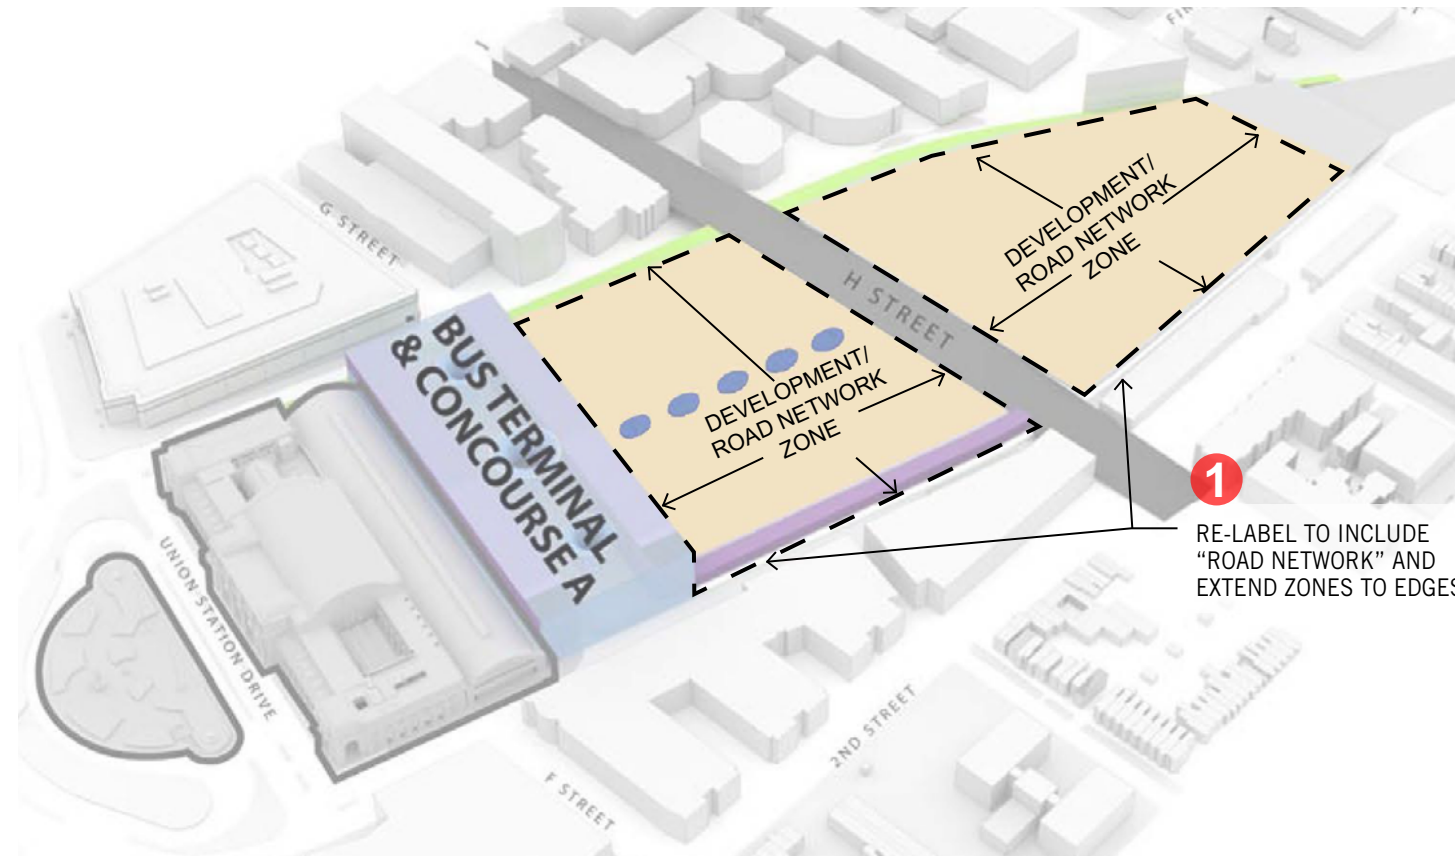 G STREET
BUS TERMINAL
& CONCOURSE A
H STREET
DEVELOPMENT/
ROAD NETWORK
ZONE
DEVELOPMENT/
ROAD NETWORK
ZONE
1
RE-LABEL TO INCLUDE
“ROAD NETWORK” AND
EXTEND ZONES TO EDGES
UNION STATION DRIVE
F STREET
2ND STREET